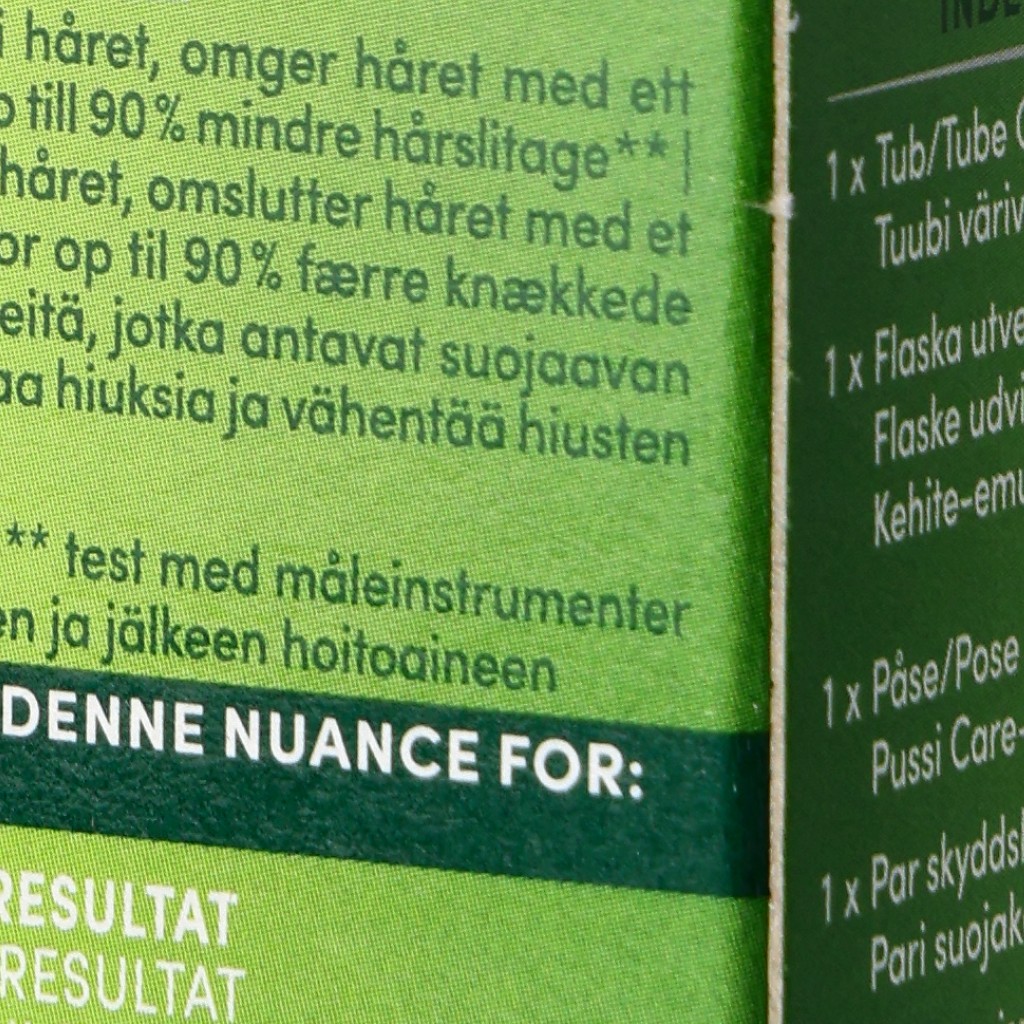 håret, omger håret med ett
till 90 % mindre hårslitage** |
håret, omslutter håret med et
or op til 90 % færre knækkede
eitä, jotka antavat suojaavan
aa hiuksia ja vähentää hiusten
** test med måleinstrumenter
en ja jälkeen hoitoaineen
DENNE NUANCE FOR:
RESULTAT
RESULTAT
INDE
1 x Tub/Tube
Tuubi väriv
1 x Flaska utve
Flaske udvi
Kehite-emu
1 x Påse/Pose
Pussi Care-
1 x Par skydds
Pari suojak